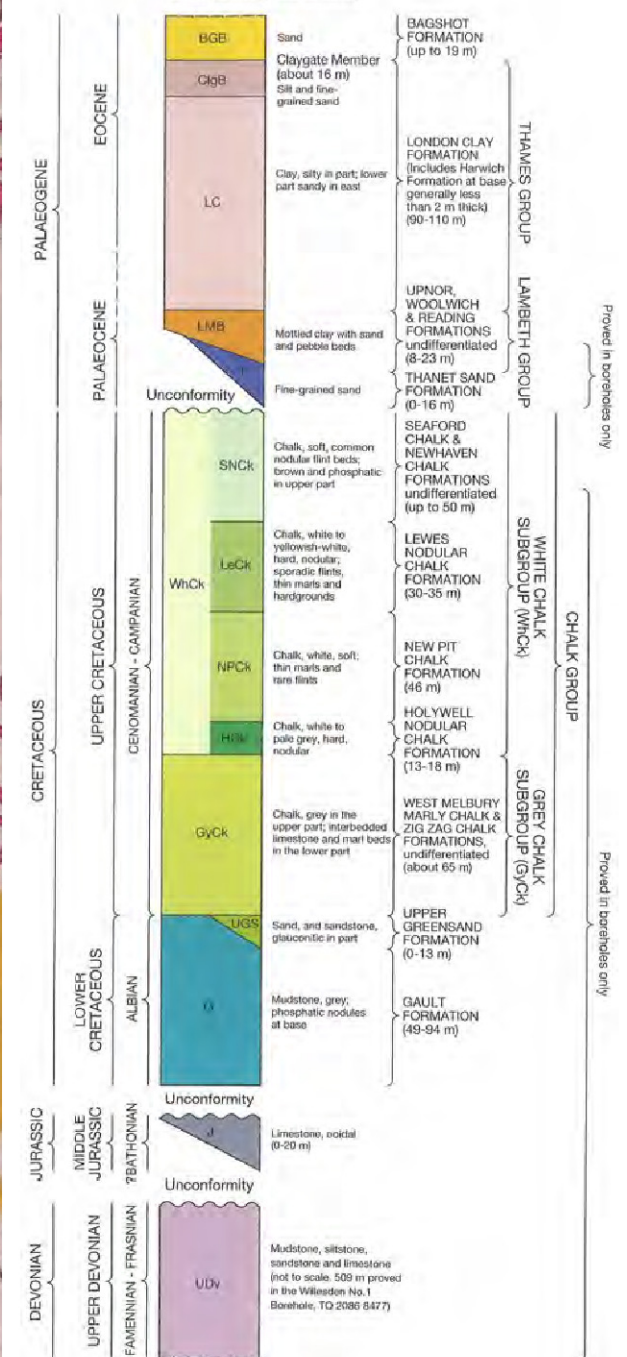 BGB
Sand
BAGSHOT
FORMATION
(up to 19 m)
ClgB
Claygate Member
(about 16 m)
Silt and fine-
grained sand
LC
Clay, silty in part; lower
part sandy in east
LONDON CLAY
FORMATION
(Includes Harwich
Formation at base
generally less
than 2 m thick)
(90-110 m)
THAMES GROUP
EOCENE
PALAEOGENE
LMB
Mottled clay with sand
and pebble beds
UPNOR,
WOOLWICH
& READING
FORMATIONS
undifferentiated
(8-23 m)
LAMBETH GROUP
PALAEOCENE
Fine-grained sand
THANET SAND
FORMATION
(0-16 m)
Proved in boreholes only
Unconformity
SNCk
Chalk, soft, common
nodular flint beds;
brown and phosphatic
in upper part
SEAFORD
CHALK &
NEWHAVEN
CHALK
FORMATIONS
undifferentiated
(up to 50 m)
WhCk
LeCk
Chalk, white to
yellowish-white,
hard, nodular;
sporadic flints,
thin marls and
hardgrounds
LEWES
NODULAR
CHALK
FORMATION
(30-35 m)
NPCk
Chalk, white, soft;
thin marls and
rare flints
NEW PIT
CHALK
FORMATION
(46 m)
Chalk, white to
pale grey, hard,
nodular
HOLYWELL
NODULAR
CHALK
FORMATION
(13-18 m)
WHITE CHALK
SUBGROUP (WhCk)
GyCk
Chalk, grey in the
upper part; interbedded
limestone and marl beds
in the lower part
WEST MELBURY
MARLY CHALK &
ZIG ZAG CHALK
FORMATIONS,
undifferentiated
(about 65 m)
GREY CHALK
SUBGROUP (GyCk)
CHALK GROUP
CENOMANIAN - CAMPANIAN
UPPER CRETACEOUS
CRETACEOUS
UGS
Sand, and sandstone,
glauconitic in part
UPPER
GREENSAND
FORMATION
(0-13 m)
G
Mudstone, grey;
phosphatic nodules
at base
GAULT
FORMATION
(49-94 m)
ALBIAN
LOWER
CRETACEOUS
Proved in boreholes only
Unconformity
J
Limestone, ooidal
(0-20 m)
?BATHONIAN
MIDDLE
JURASSIC
JURASSIC
Unconformity
UDv
Mudstone, siltstone,
sandstone and limestone
(not to scale. 509 m proved
in the Willesden No.1
Borehole, TQ 2086 8477)
FAMENNIAN - FRASNIAN
UPPER DEVONIAN
DEVONIAN